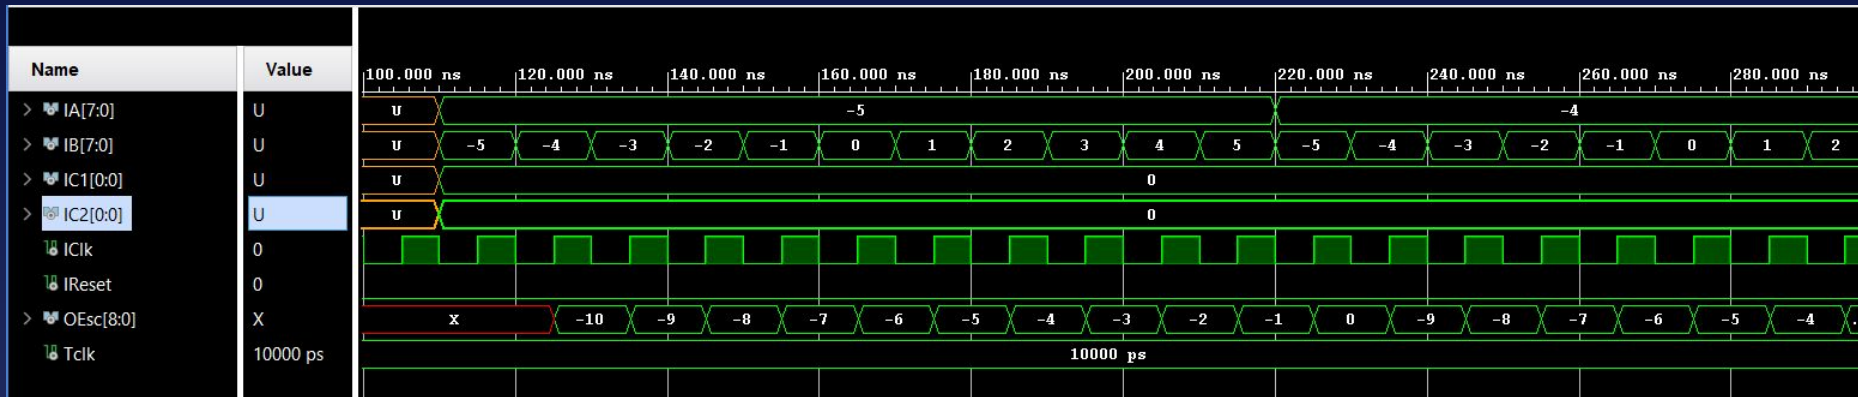 Name Value 100.000 ns 120.000 ns 140.000 ns 160.000 ns 180.000 ns 200.000 ns 220.000 ns 240.000 ns 260.000 ns 280.000 ns
IA[7:0] U U -5 -4
IB[7:0] U U -5 -4 -3 -2 -1 0 1 2 3 4 5 -5 -4 -3 -2 -1 0 1 2
IC1[0:0] U U 0
IC2[0:0] U U 0
IClk 0
IReset 0
OEsc[8:0] X X -10 -9 -8 -7 -6 -5 -4 -3 -2 -1 0 -9 -8 -7 -6 -5 -4 .
Tclk 10000 ps 10000 ps